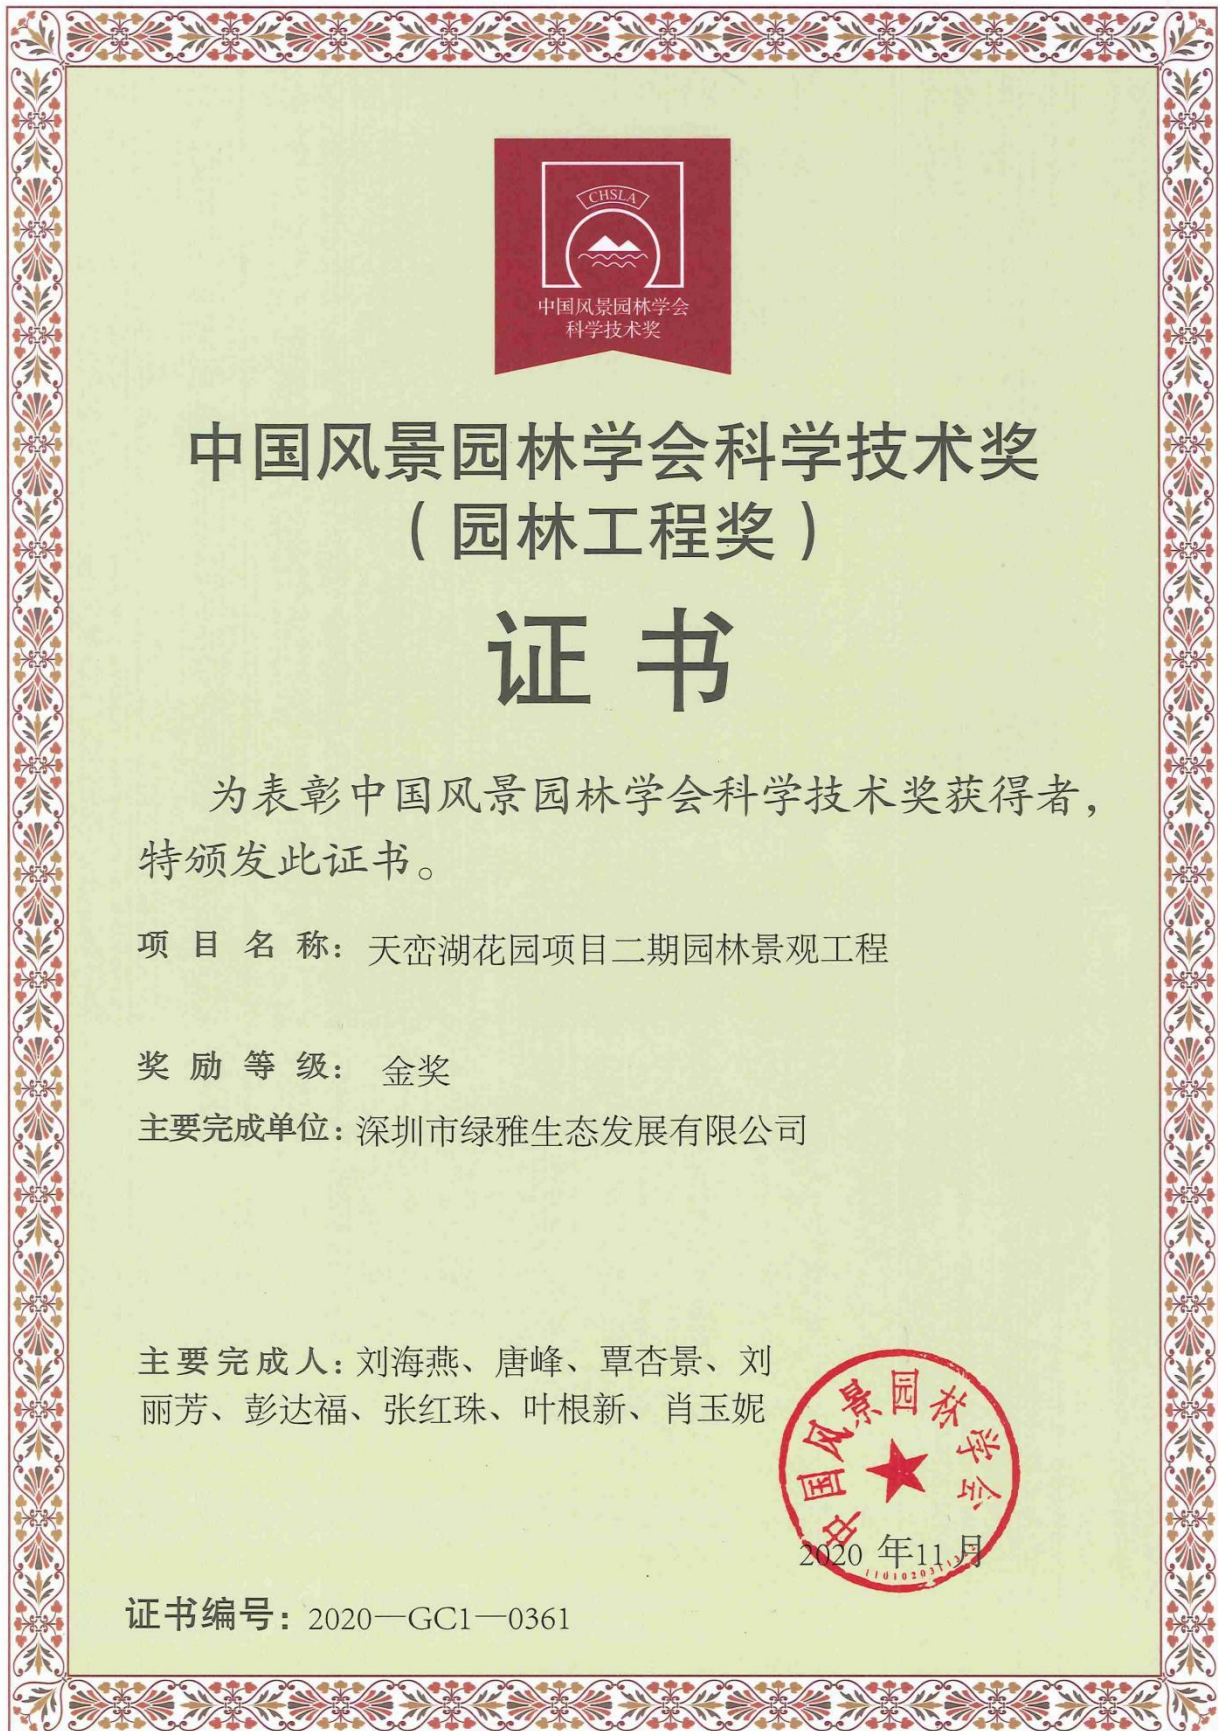 CHSLA
中国风景园林学会
科学技术奖
中国风景园林学会科学技术奖
（园林工程奖）
证书
为表彰中国风景园林学会科学技术奖获得者，
特颁发此证书。
项目名称：天峦湖花园项目二期园林景观工程
奖励等级：金奖
主要完成单位：深圳市绿雅生态发展有限公司
主要完成人：刘海燕、唐峰、覃杏景、刘
丽芳、彭达福、张红珠、叶根新、肖玉妮
中国风景园林学会
2020 年11月
证书编号：2020—GC1—0361